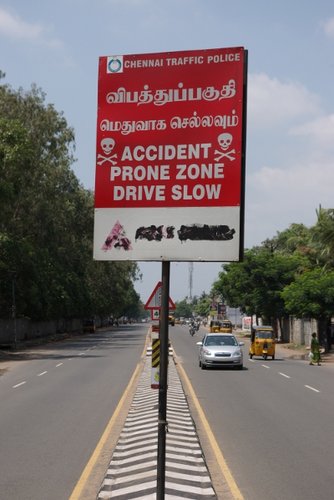 CHENNAI TRAFFIC POLICE
விபத்துப்பகுதி
மெதுவாக செல்லவும்
ACCIDENT
PRONE ZONE
DRIVE SLOW